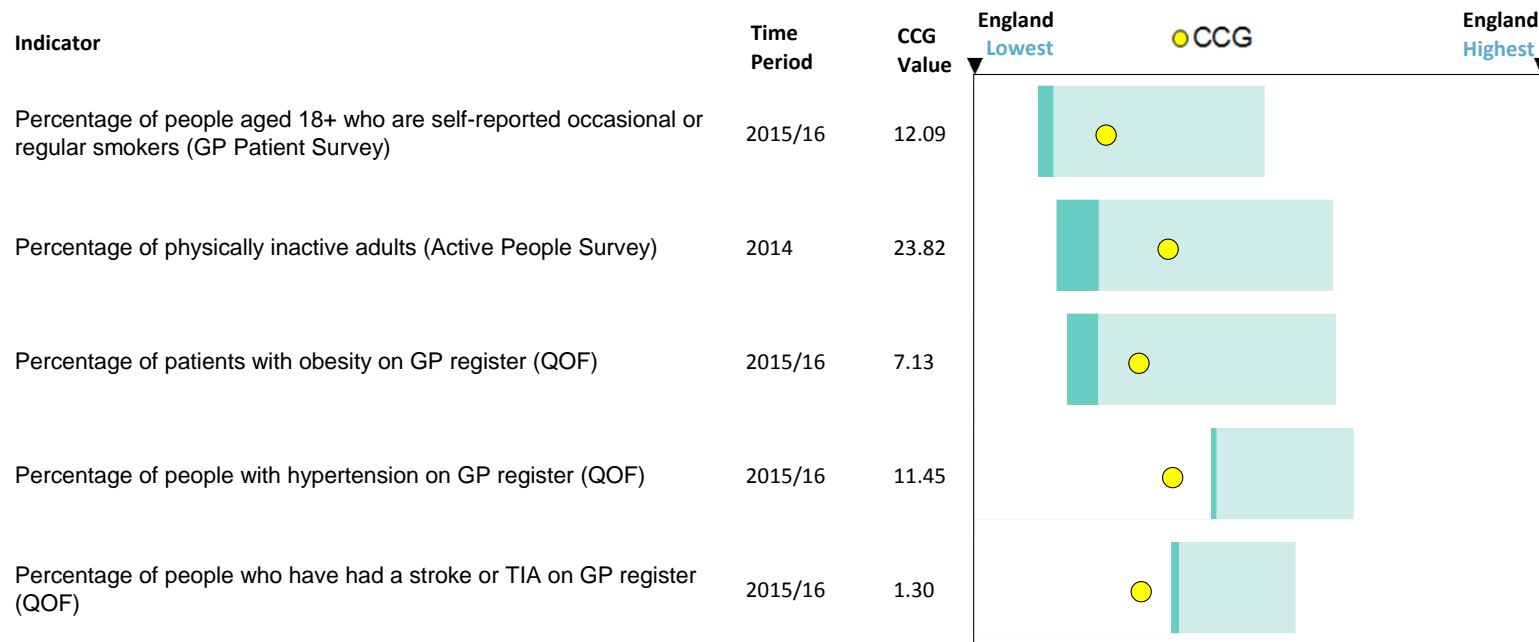 Indicator
Time
Period
CCG
Value
England
Lowest
CCG
England
Highest
Percentage of people aged 18+ who are self-reported occasional or
regular smokers (GP Patient Survey)
2015/16
12.09
Percentage of physically inactive adults (Active People Survey)
2014
23.82
Percentage of patients with obesity on GP register (QOF)
2015/16
7.13
Percentage of people with hypertension on GP register (QOF)
2015/16
11.45
Percentage of people who have had a stroke or TIA on GP register
(QOF)
2015/16
1.30